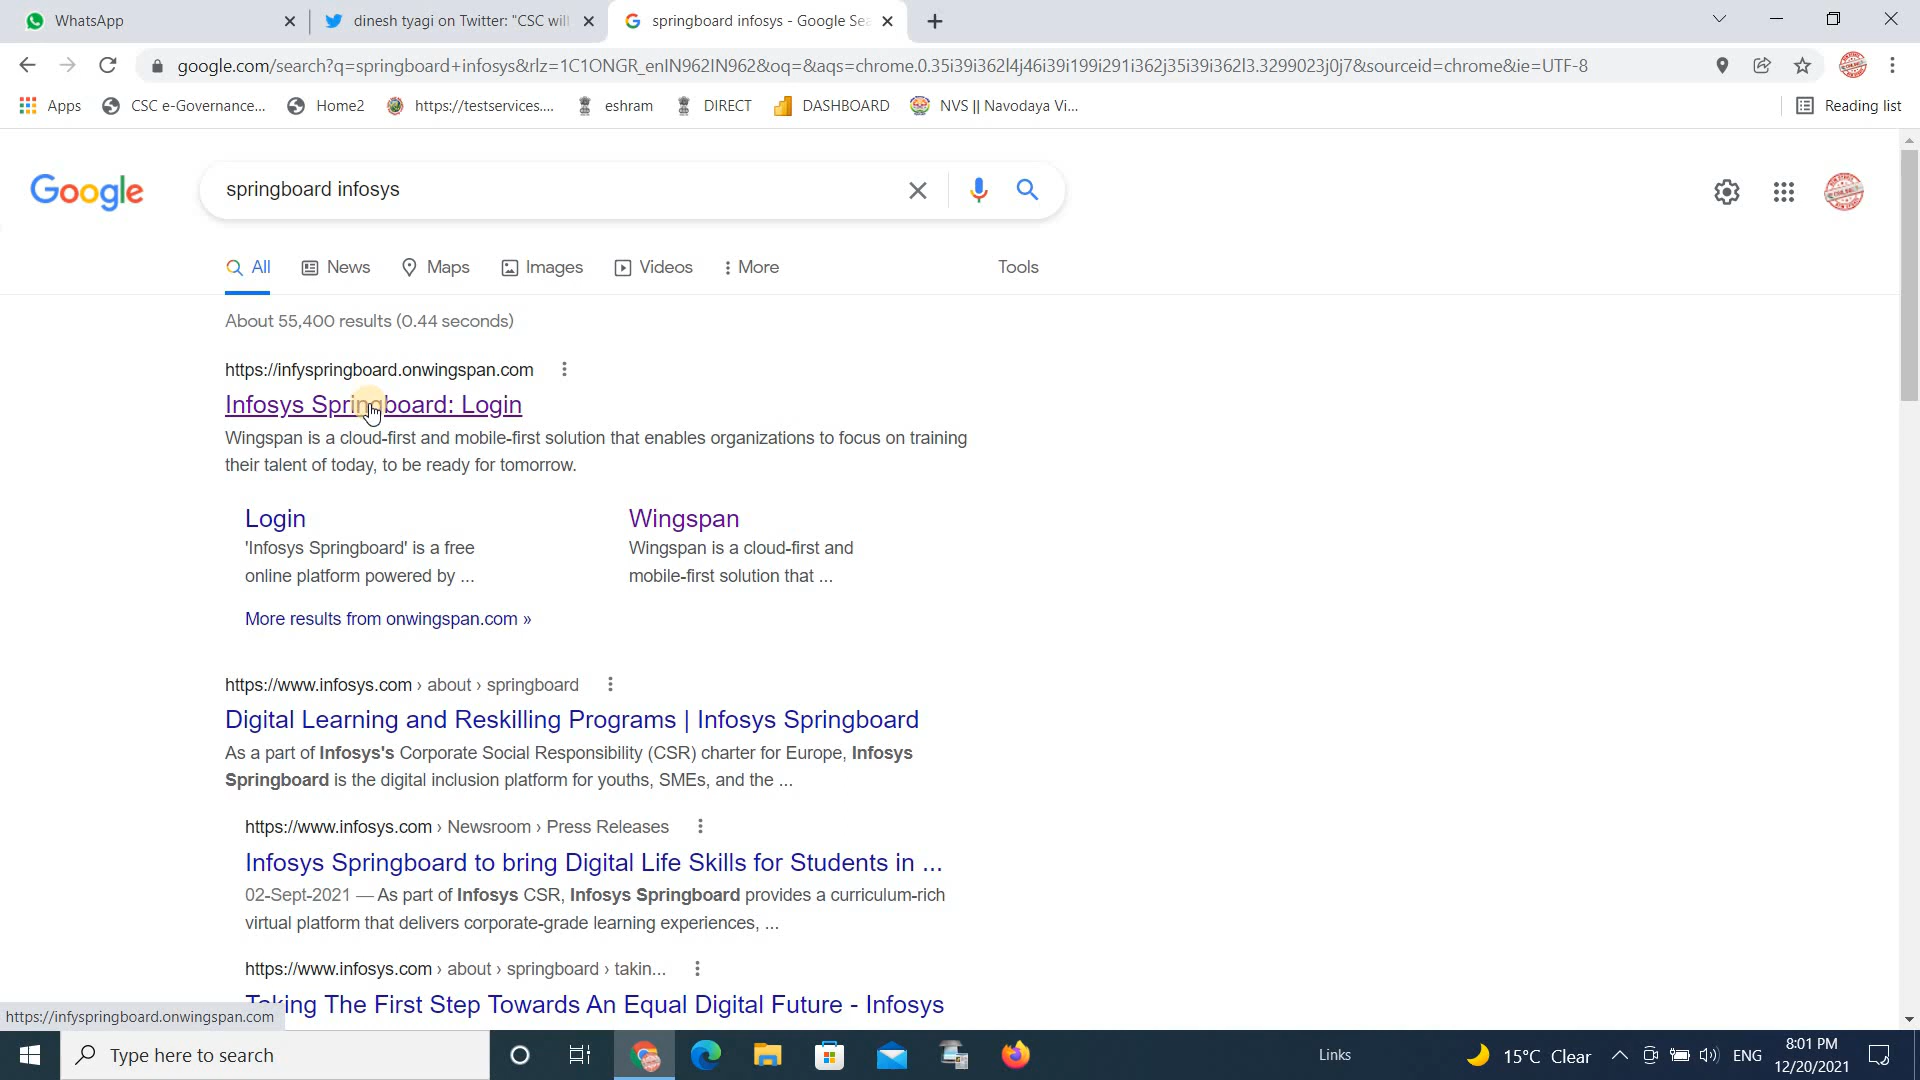 WhatsApp
dinesh tyagi on Twitter: "CSC will
springboard infosys - Google Sea
google.com/search?q=springboard+infosys&rlz=1C1ONGR_enIN962IN962&oq=&aqs=chrome.0.35i39i362l4j46i39i199i291i362j35i39i362l3.3299023j0j7&sourceid=chrome&ie=UTF-8
Apps CSC e-Governance... Home2 https://testservices.... eshram DIRECT DASHBOARD NVS || Navodaya Vi... Reading list
Google
springboard infosys
All News Maps Images Videos More Tools
About 55,400 results (0.44 seconds)
https://infyspringboard.onwingspan.com
Infosys Springboard: Login
Wingspan is a cloud-first and mobile-first solution that enables organizations to focus on training
their talent of today, to be ready for tomorrow.
Login
'Infosys Springboard' is a free
online platform powered by ...
Wingspan
Wingspan is a cloud-first and
mobile-first solution that ...
More results from onwingspan.com »
https://www.infosys.com › about › springboard
Digital Learning and Reskilling Programs | Infosys Springboard
As a part of Infosys's Corporate Social Responsibility (CSR) charter for Europe, Infosys
Springboard is the digital inclusion platform for youths, SMEs, and the ...
https://www.infosys.com › Newsroom › Press Releases
Infosys Springboard to bring Digital Life Skills for Students in ...
02-Sept-2021 — As part of Infosys CSR, Infosys Springboard provides a curriculum-rich
virtual platform that delivers corporate-grade learning experiences, ...
https://www.infosys.com › about › springboard › takin...
Taking The First Step Towards An Equal Digital Future - Infosys
https://infyspringboard.onwingspan.com
Type here to search
Links
15°C Clear
ENG
8:01 PM
12/20/2021